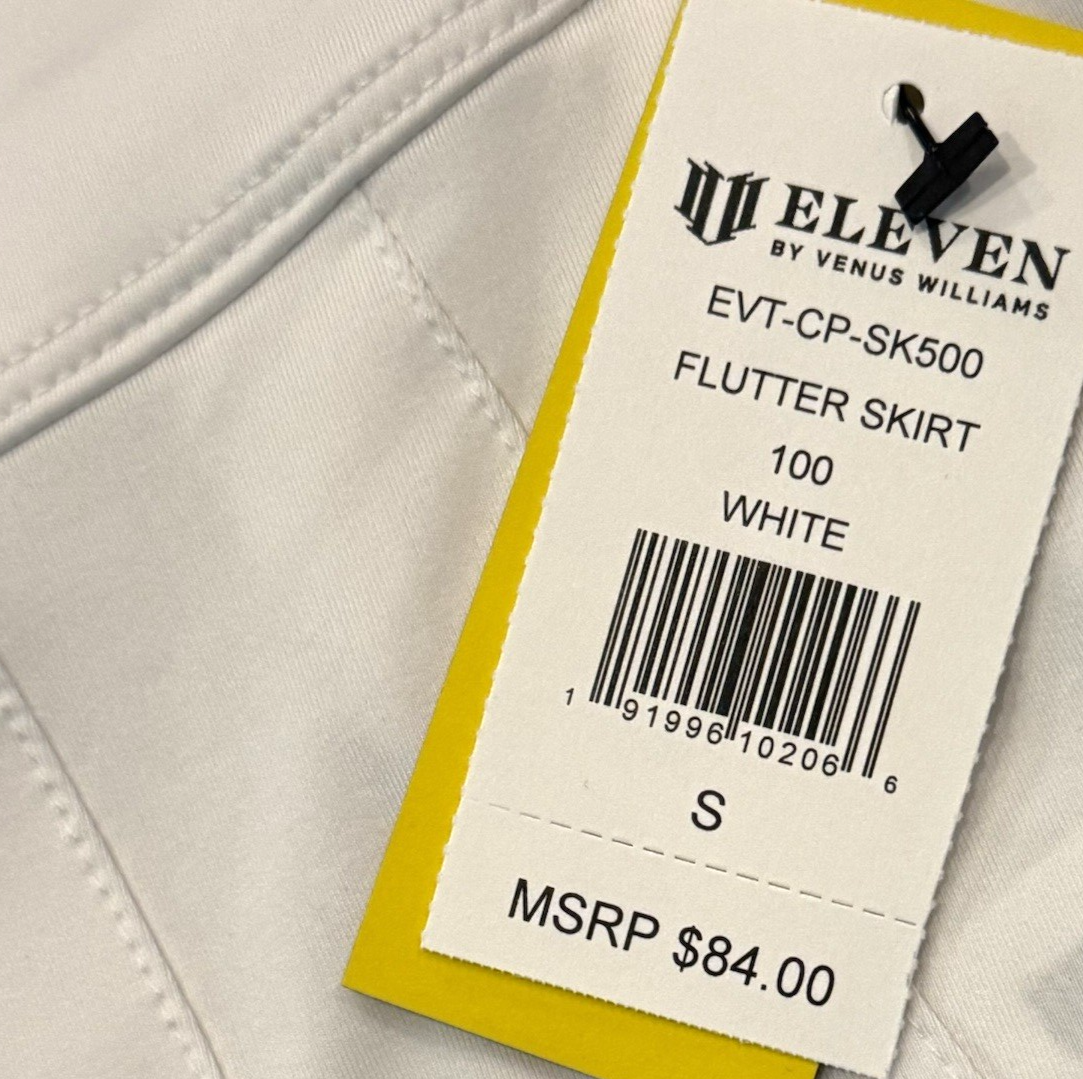 ELEVEN
BY VENUS WILLIAMS
EVT-CP-SK500
FLUTTER SKIRT
100
WHITE
1 91996 10206 6
S
MSRP $84.00